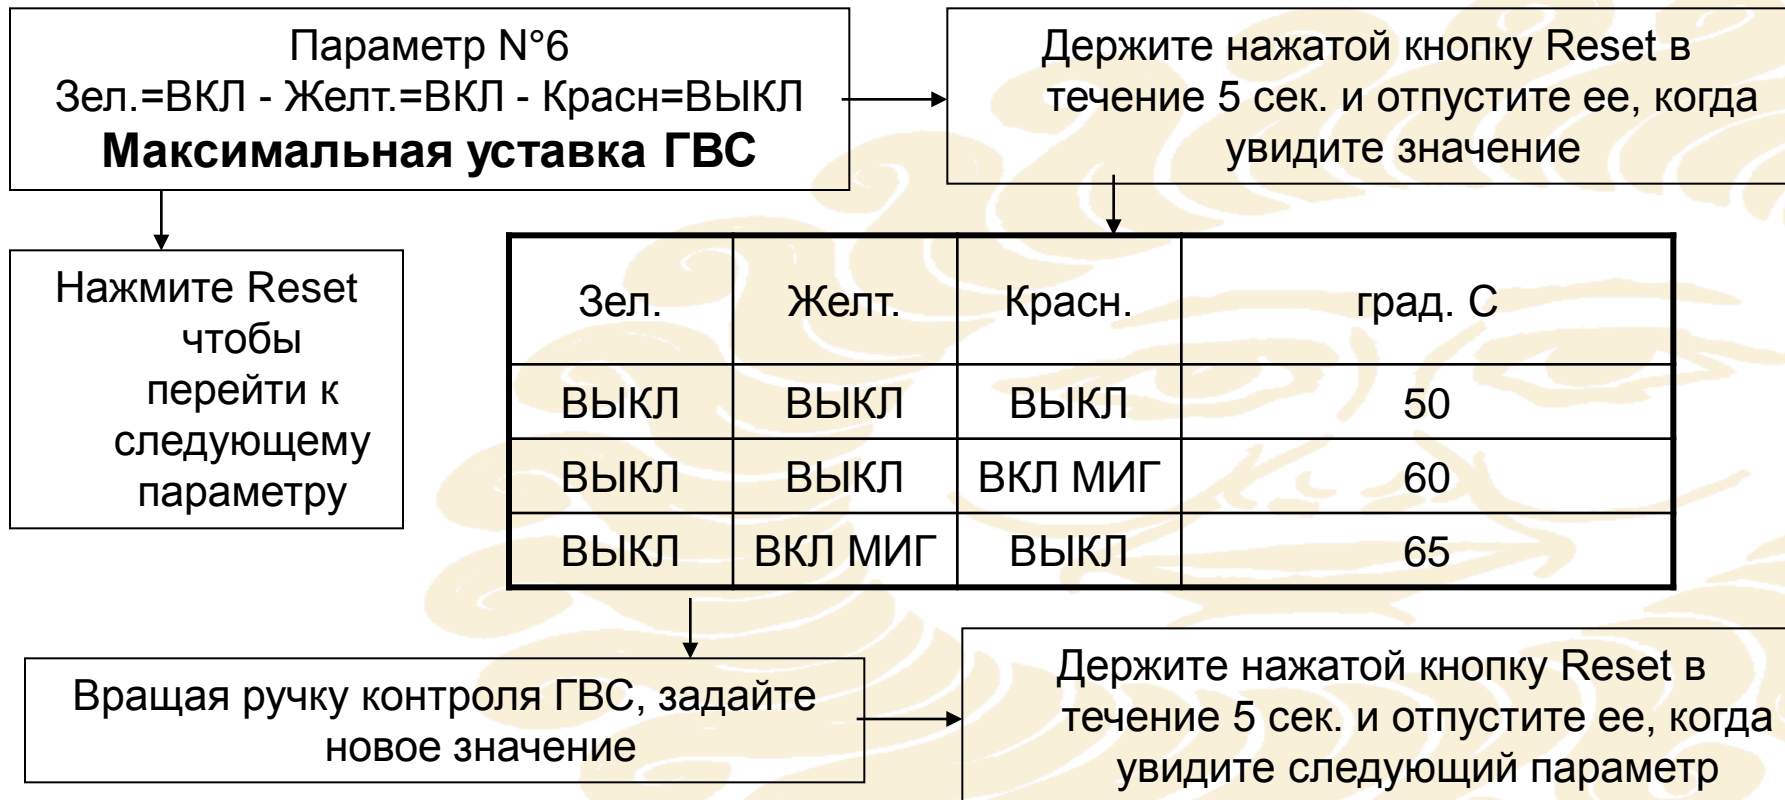 Параметр N°6
Зел.=ВКЛ - Желт.=ВКЛ - Красн=ВЫКЛ
Максимальная уставка ГВС
Держите нажатой кнопку Reset в
течение 5 сек. и отпустите ее, когда
увидите значение
Нажмите Reset
чтобы
перейти к
следующему
параметру
Зел. Желт. Красн. град. С
ВЫКЛ ВЫКЛ ВЫКЛ 50
ВЫКЛ ВЫКЛ ВКЛ МИГ 60
ВЫКЛ ВКЛ МИГ ВЫКЛ 65
Вращая ручку контроля ГВС, задайте
новое значение
Держите нажатой кнопку Reset в
течение 5 сек. и отпустите ее, когда
увидите следующий параметр